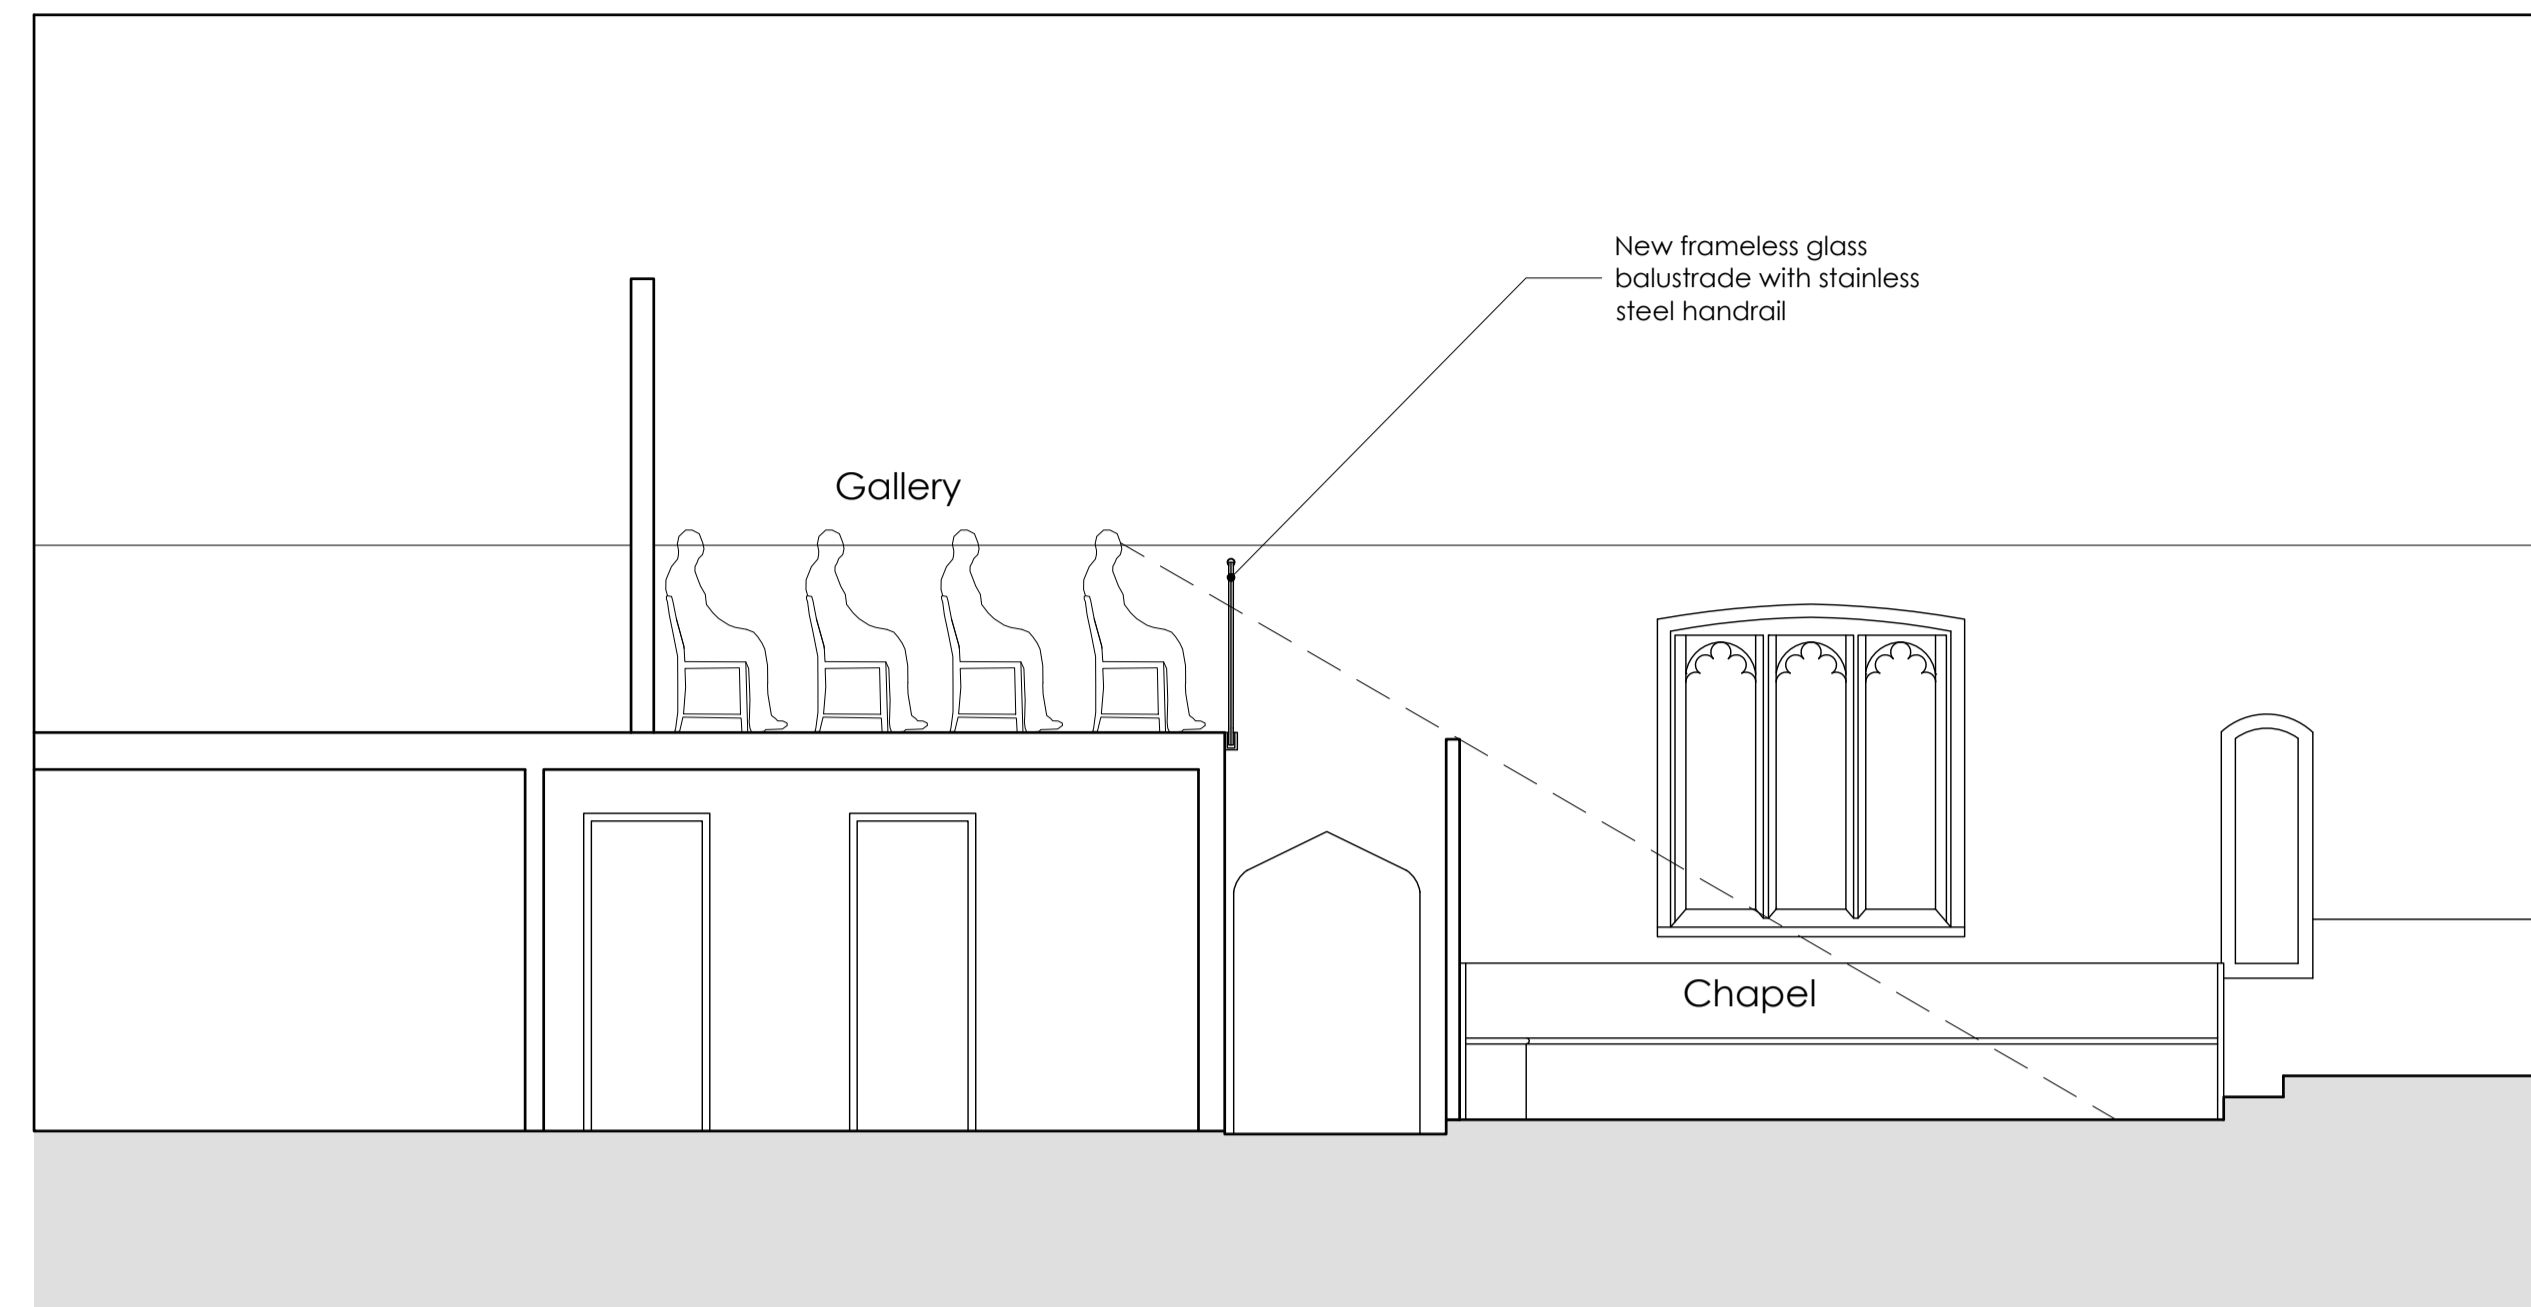 New frameless glass
balustrade with stainless
steel handrail
Gallery
Chapel